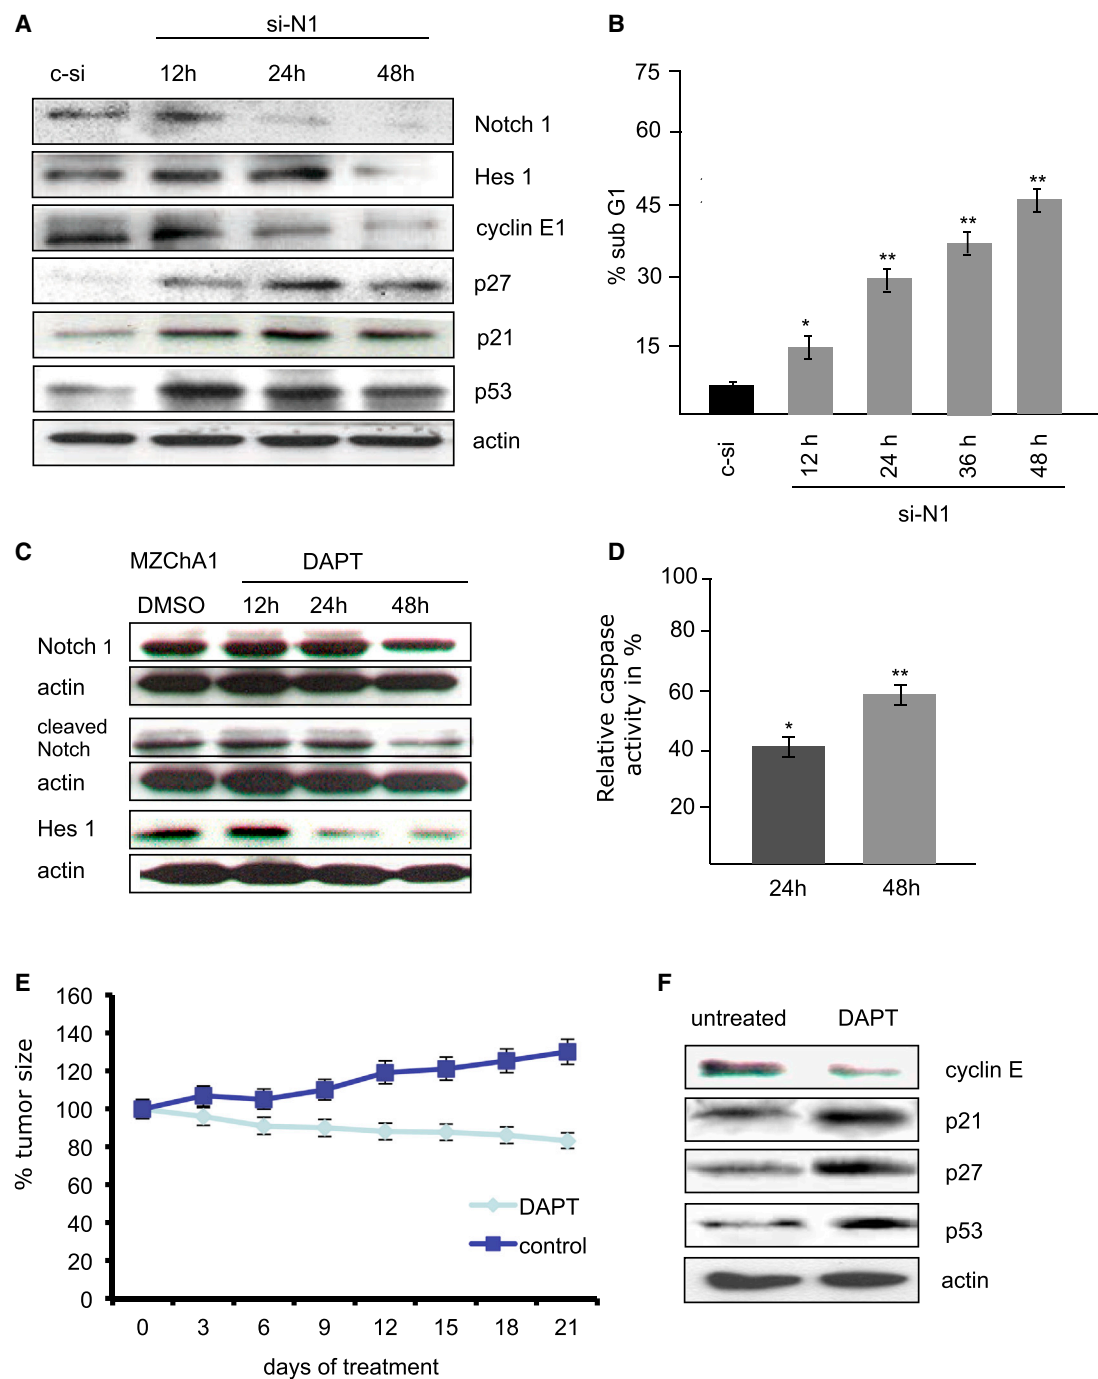 A
si-N1
c-si 12h 24h 48h
Notch 1
Hes 1
cyclin E1
p27
p21
p53
actin
B
75
60
45
30
15
% sub G1
*
**
**
**
c-si
12 h
24 h
36 h
48 h
si-N1
C
MZChA1 DAPT
DMSO 12h 24h 48h
Notch 1
actin
cleaved
Notch
actin
Hes 1
actin
D
100
80
60
40
20
Relative caspase
activity in %
*
**
24h 48h
E
160
140
120
100
80
60
40
20
0
% tumor size
DAPT
control
0 3 6 9 12 15 18 21
days of treatment
F
untreated DAPT
cyclin E
p21
p27
p53
actin